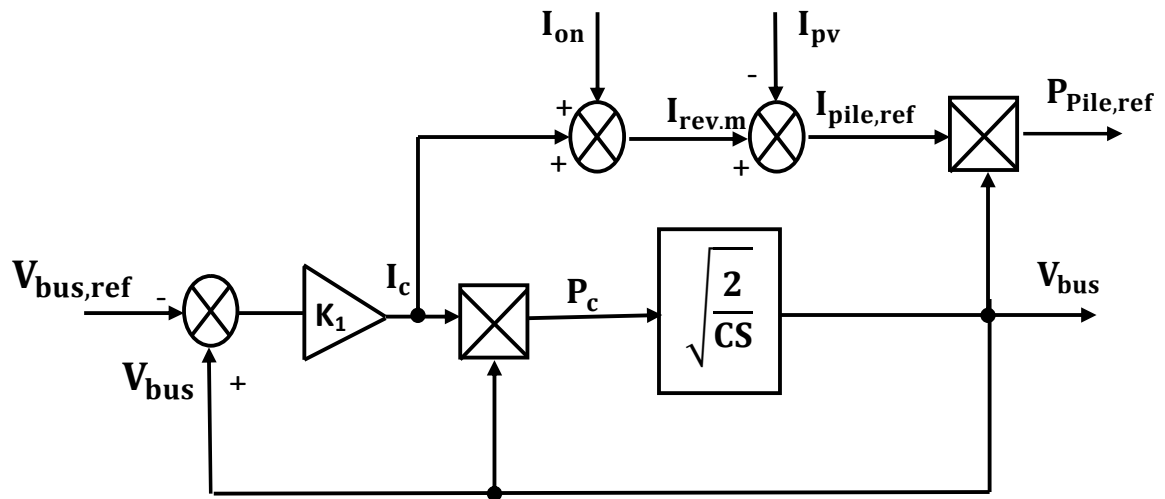 I_on
I_pv
-
+
+
I_rev.m
+
I_pile,ref
P_Pile,ref
V_bus,ref
-
K_1
I_c
P_c
√(2/CS)
V_bus
V_bus
+